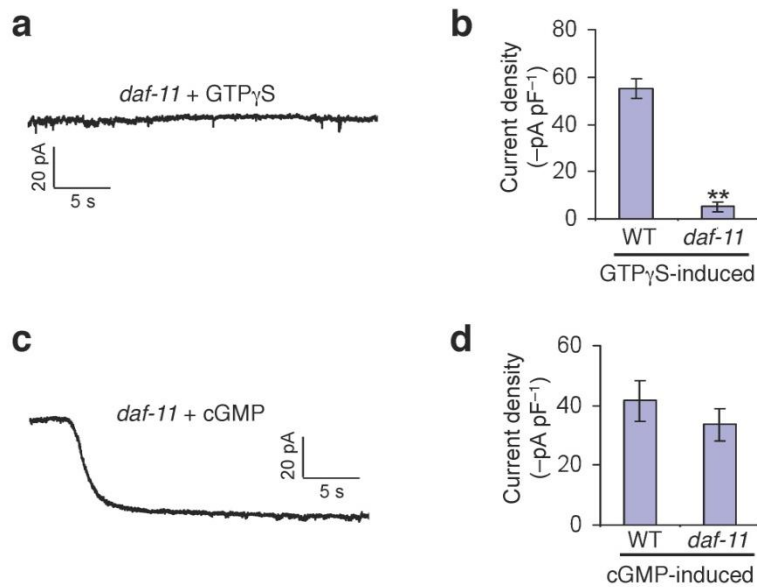 a
daf-11 + GTPγS
20 pA
5 s
b
Current density
(–pA pF⁻¹)
80
60
40
20
0
**
WT daf-11
GTPγS-induced
c
daf-11 + cGMP
20 pA
5 s
d
Current density
(–pA pF⁻¹)
60
40
20
0
WT daf-11
cGMP-induced